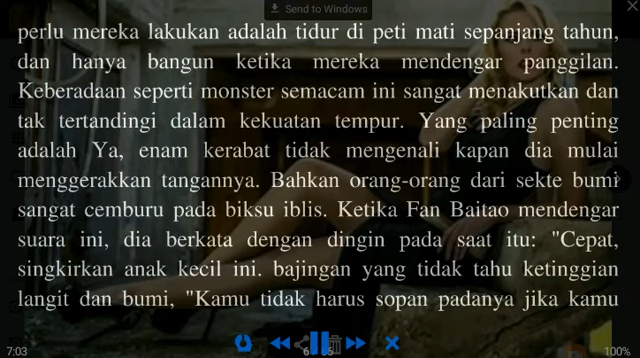 Send to Windows
perlu mereka lakukan adalah tidur di peti mati sepanjang tahun,
dan hanya bangun ketika mereka mendengar panggilan.
Keberadaan seperti monster semacam ini sangat menakutkan dan
tak tertandingi dalam kekuatan tempur. Yang paling penting
adalah Ya, enam kerabat tidak mengenali kapan dia mulai
menggerakkan tangannya. Bahkan orang-orang dari sekte bumi
sangat cemburu pada biksu iblis. Ketika Fan Baitao mendengar
suara ini, dia berkata dengan dingin pada saat itu: "Cepat,
singkirkan anak kecil ini. bajingan yang tidak tahu ketinggian
langit dan bumi, "Kamu tidak harus sopan padanya jika kamu
7:03
100%